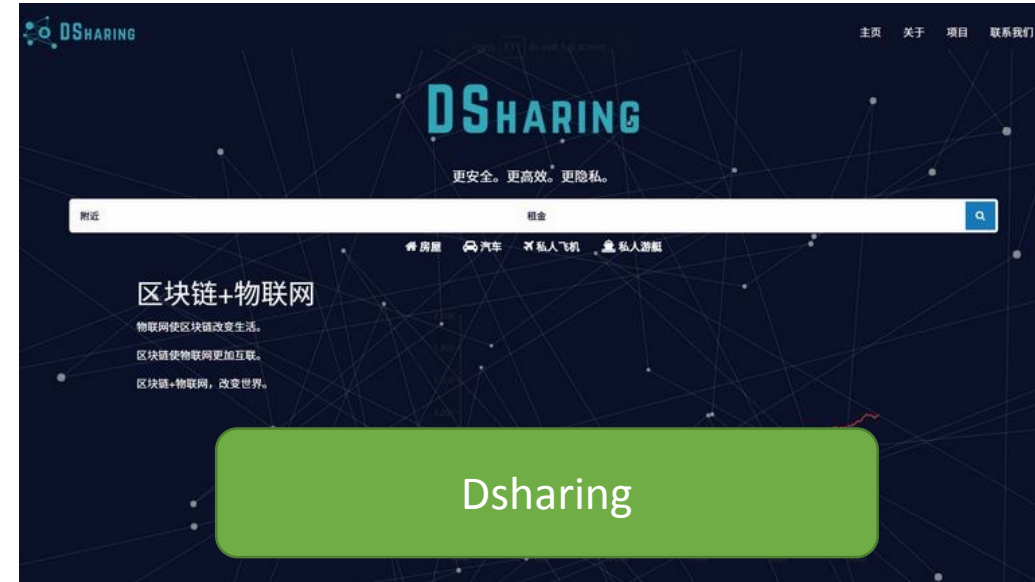 DSHARING
主页 关于 项目 联系我们
DSHARING
更安全。更高效。更隐私。
附近 租金
房屋 汽车 私人飞机 私人游艇
区块链+物联网
物联网使区块链改变生活。
区块链使物联网更加互联。
区块链+物联网，改变世界。
Dsharing